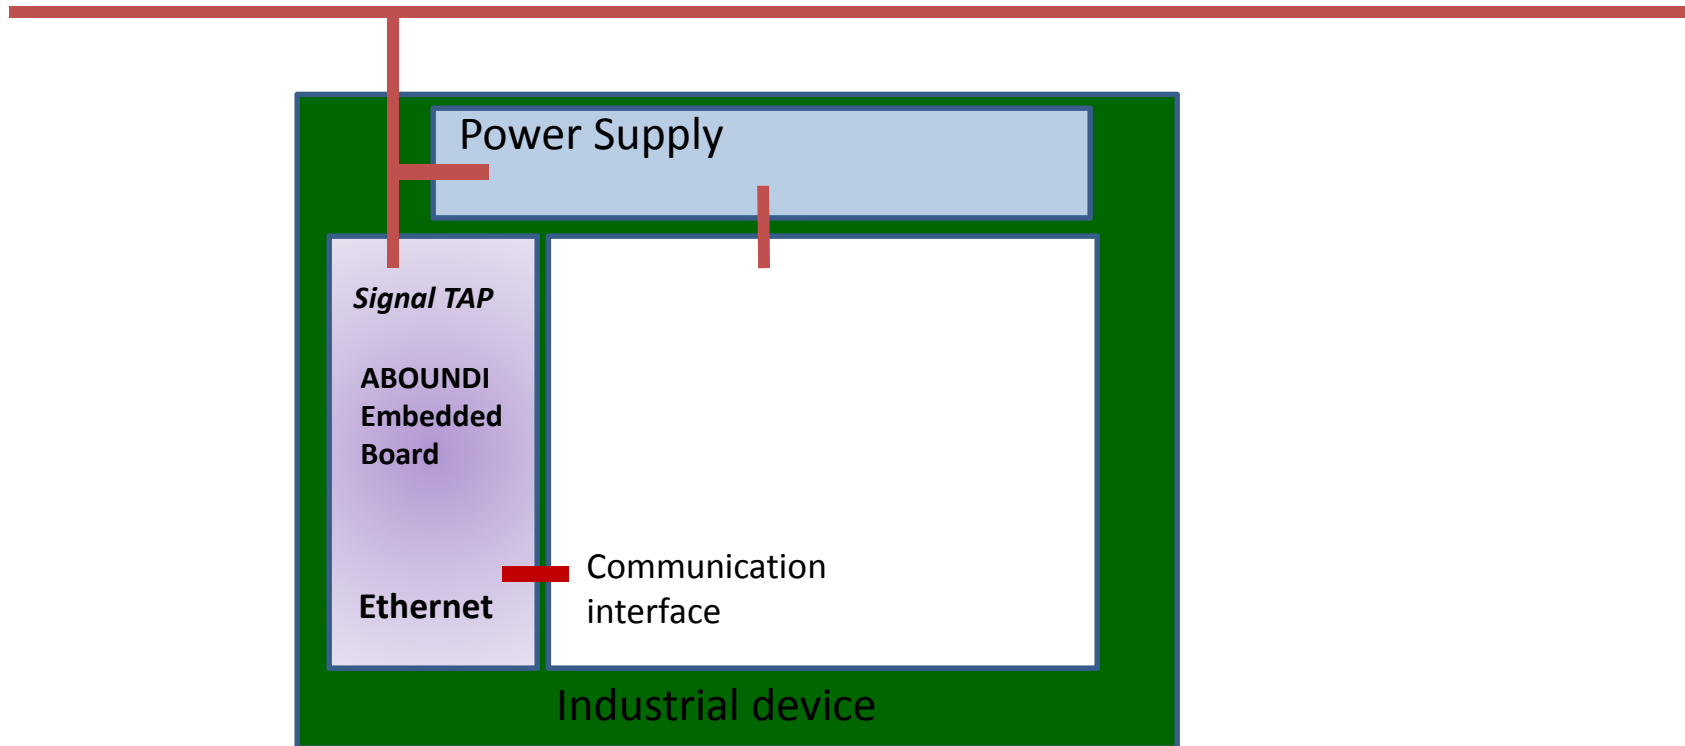 Power Supply
Signal TAP
ABOUNDI
Embedded
Board
Ethernet
Communication
interface
Industrial device